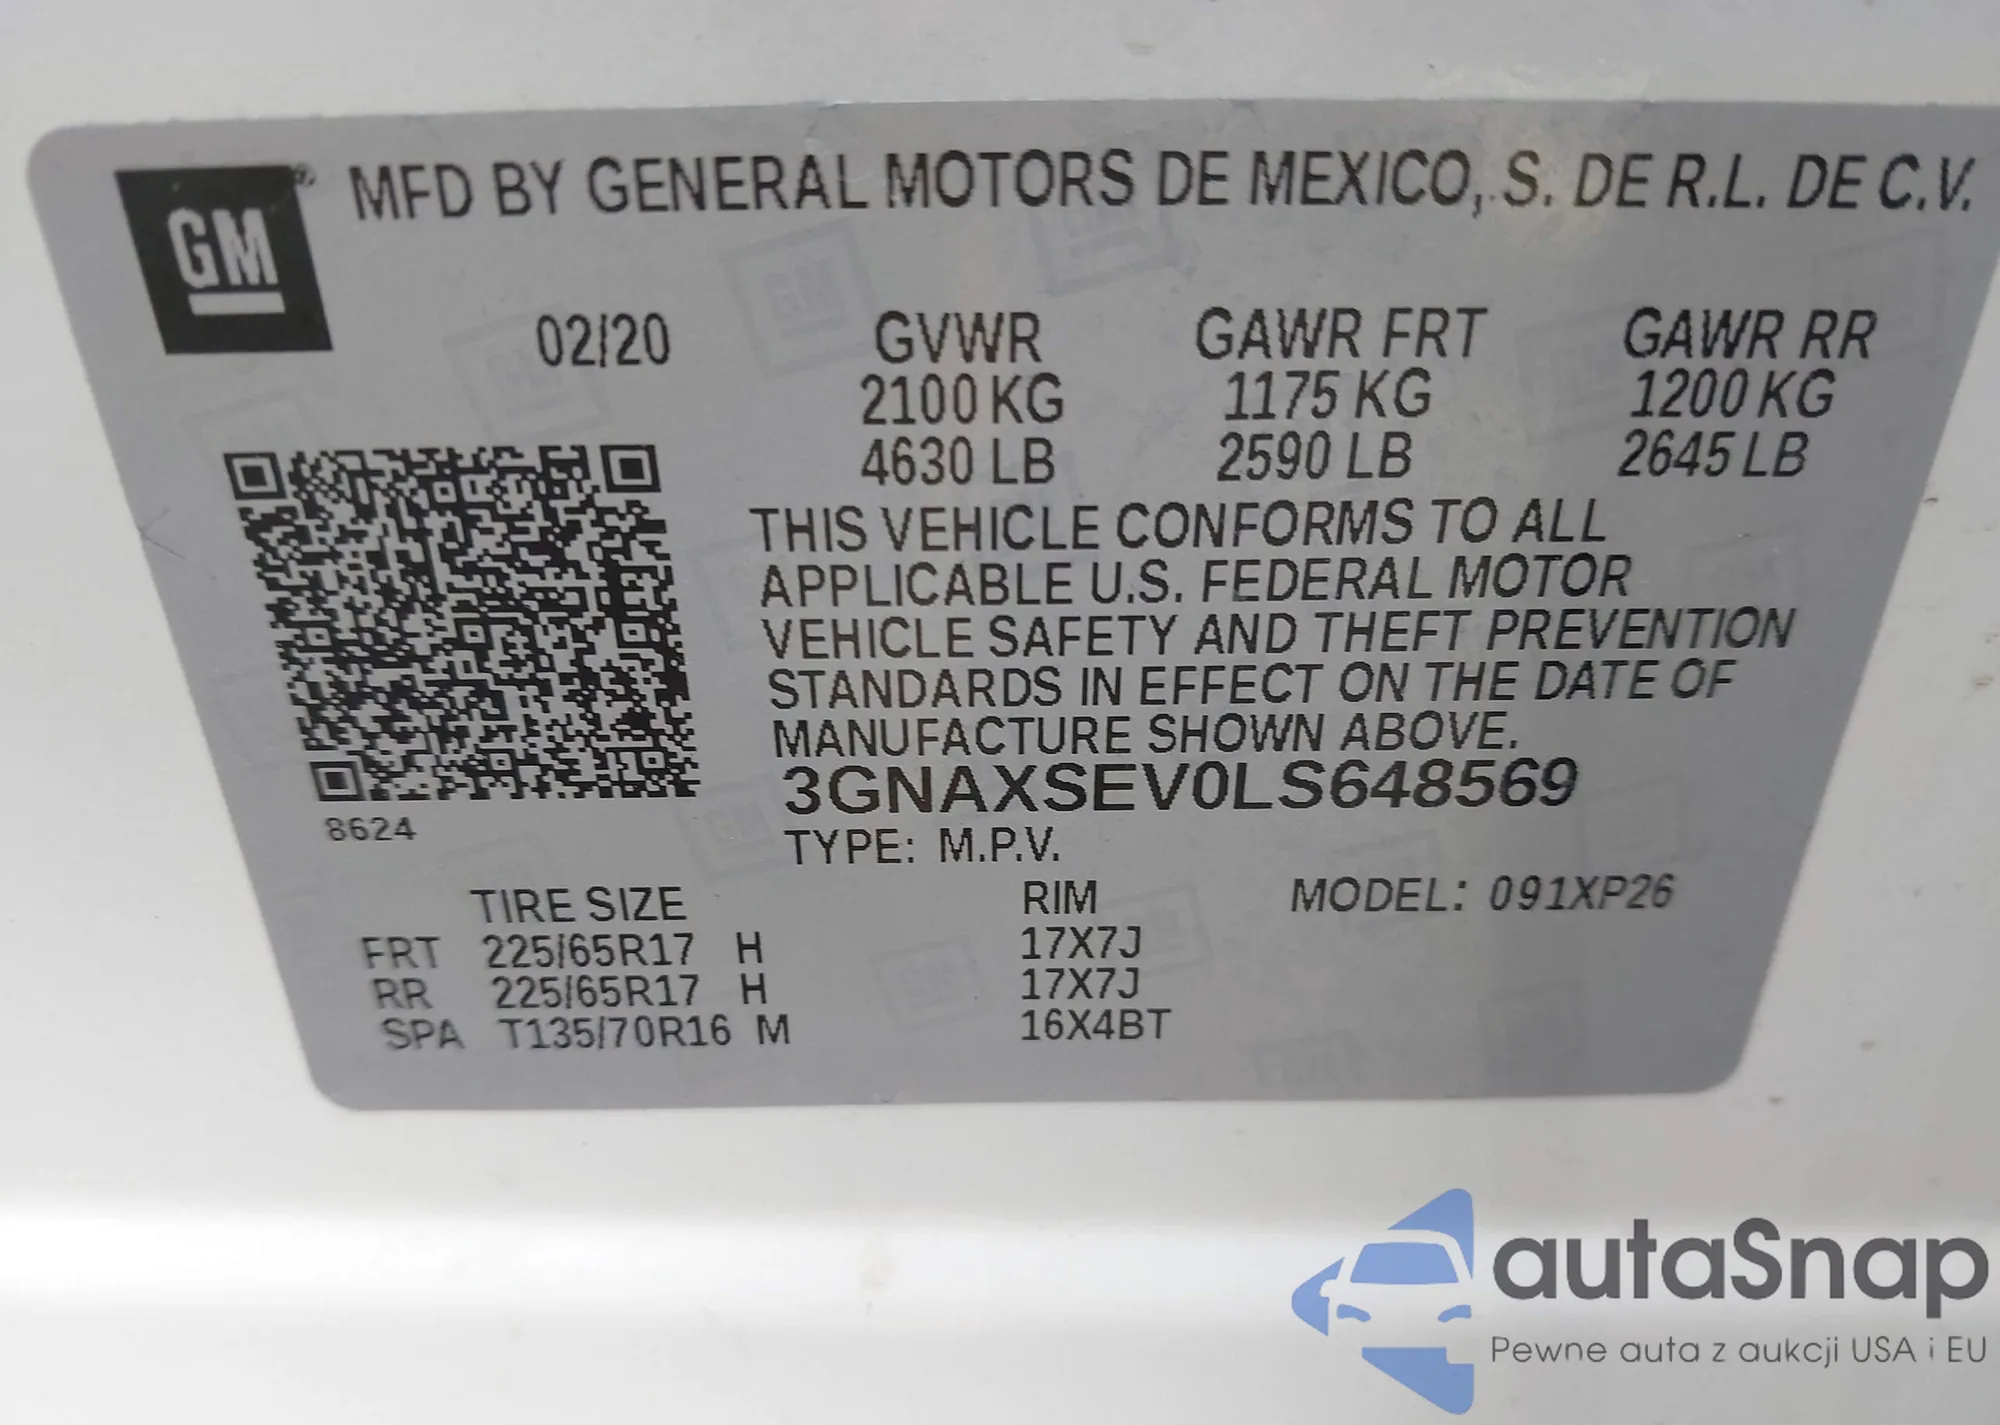 GM
® MFD BY GENERAL MOTORS DE MEXICO, S. DE R.L. DE C.V.
02/20 GVWR GAWR FRT GAWR RR
2100 KG 1175 KG 1200 KG
4630 LB 2590 LB 2645 LB
THIS VEHICLE CONFORMS TO ALL
APPLICABLE U.S. FEDERAL MOTOR
VEHICLE SAFETY AND THEFT PREVENTION
STANDARDS IN EFFECT ON THE DATE OF
MANUFACTURE SHOWN ABOVE.
3GNAXSEV0LS648569
8624
TYPE: M.P.V.
TIRE SIZE RIM MODEL: 091XP26
FRT 225/65R17 H 17X7J
RR 225/65R17 H 17X7J
SPA T135/70R16 M 16X4BT
autaSnap
Pewne auta z aukcji USA i EU